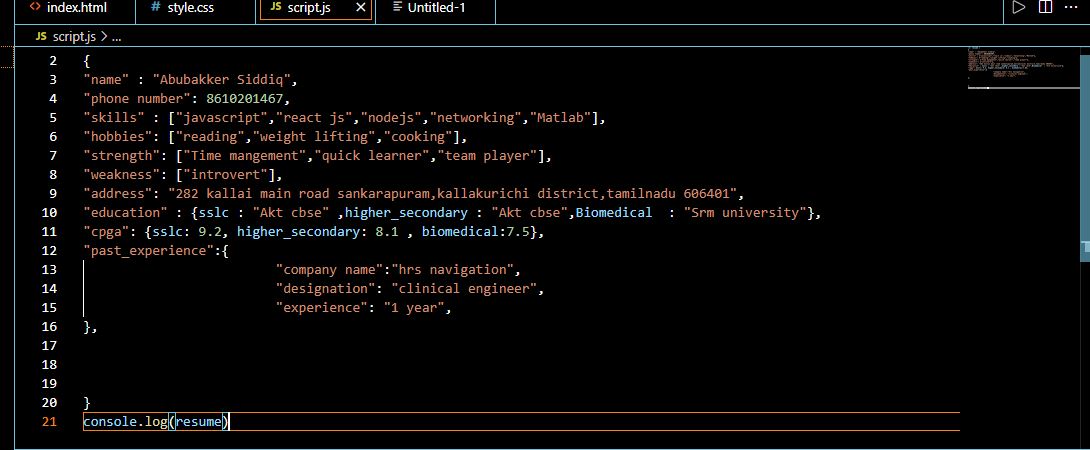 <> index.html
# style.css
JS script.js ×
Untitled-1
JS script.js > ...
2 {
3 "name" : "Abubakker Siddiq",
4 "phone number": 8610201467,
5 "skills" : ["javascript","react js","nodejs","networking","Matlab"],
6 "hobbies": ["reading","weight lifting","cooking"],
7 "strength": ["Time mangement","quick learner","team player"],
8 "weakness": ["introvert"],
9 "address": "282 kallai main road sankarapuram,kallakurichi district,tamilnadu 606401",
10 "education" : {sslc : "Akt cbse" ,higher_secondary : "Akt cbse",Biomedical  : "Srm university"},
11 "cpga": {sslc: 9.2, higher_secondary: 8.1 , biomedical:7.5},
12 "past_experience":{
13 "company name":"hrs navigation",
14 "designation": "clinical engineer",
15 "experience": "1 year",
16 },
17
18
19
20 }
21 console.log(resume)